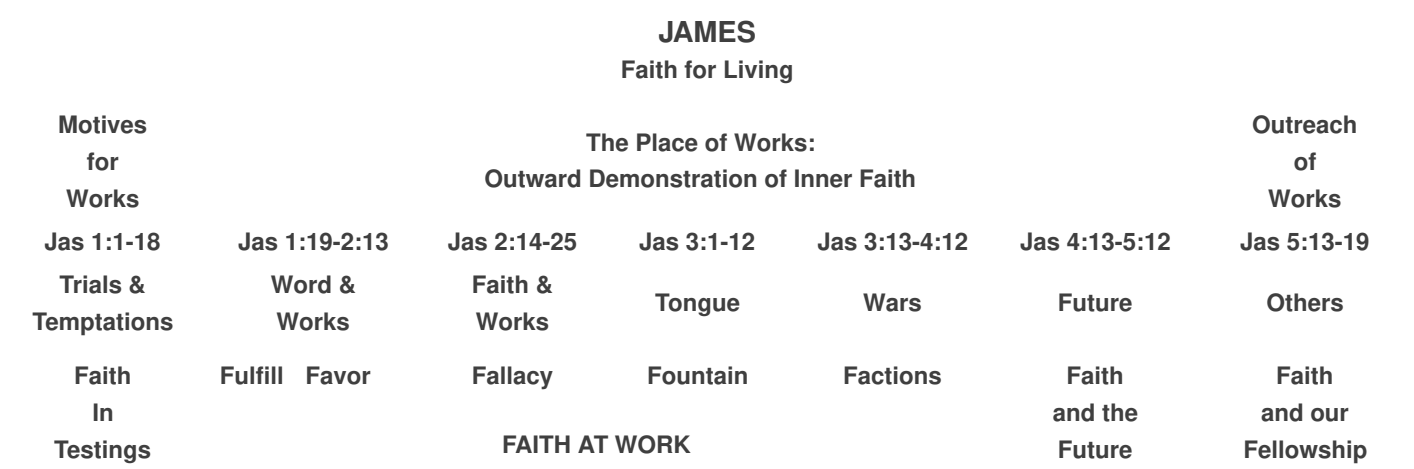 JAMES
Faith for Living
Motives
for
Works
The Place of Works:
Outward Demonstration of Inner Faith
Outreach
of
Works
Jas 1:1-18 Jas 1:19-2:13 Jas 2:14-25 Jas 3:1-12 Jas 3:13-4:12 Jas 4:13-5:12 Jas 5:13-19
Trials &
Temptations
Word &
Works
Faith &
Works
Tongue
Wars
Future
Others
Faith
In
Testings
Fulfill Favor
Fallacy
Fountain
Factions
FAITH AT WORK
Faith
and the
Future
Faith
and our
Fellowship